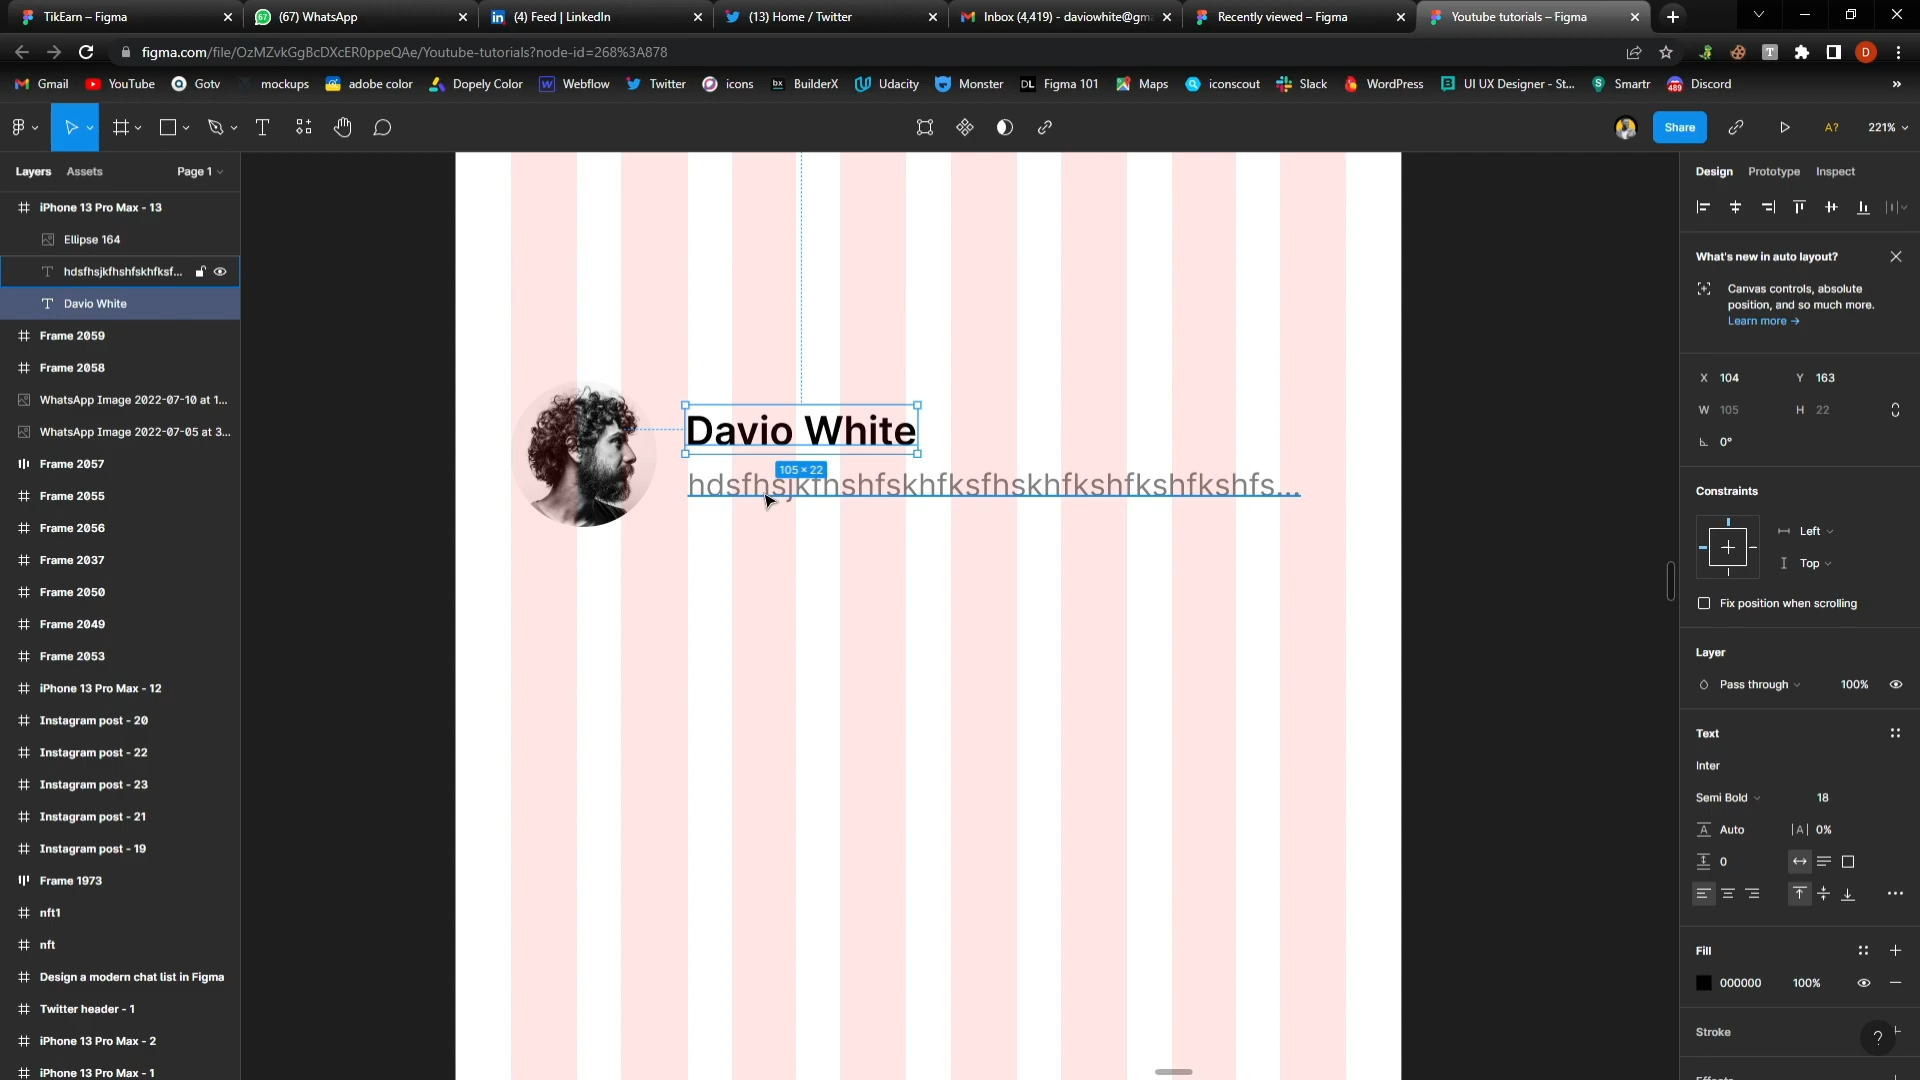 TikEarn – Figma
(67) WhatsApp
(4) Feed | LinkedIn
(13) Home / Twitter
Inbox (4,419) - daviowhite@gm
Recently viewed – Figma
Youtube tutorials – Figma
figma.com/file/OzMZvkGgBcDXcER0ppeQAe/Youtube-tutorials?node-id=268%3A878
D
Gmail
YouTube
Gotv
mockups
adobe color
Dopely Color
Webflow
Twitter
icons
BuilderX
Udacity
Monster
DL Figma 101
Maps
iconscout
Slack
WordPress
UI UX Designer - St...
Smartr
489 Discord
»
Share
A?
221%
Layers
Assets
Page 1
iPhone 13 Pro Max - 13
Ellipse 164
hdsfhsjkfhshfskhfksf...
Davio White
Frame 2059
Frame 2058
WhatsApp Image 2022-07-10 at 1...
WhatsApp Image 2022-07-05 at 3...
Frame 2057
Frame 2055
Frame 2056
Frame 2037
Frame 2050
Frame 2049
Frame 2053
iPhone 13 Pro Max - 12
Instagram post - 20
Instagram post - 22
Instagram post - 23
Instagram post - 21
Instagram post - 19
Frame 1973
nft1
nft
Design a modern chat list in Figma
Twitter header - 1
iPhone 13 Pro Max - 2
iPhone 13 Pro Max - 1
Davio White
105 × 22
hdsfhsjkfhshfskhfksfhskhfkshfkshfkshfs...
Design
Prototype
Inspect
What's new in auto layout?
Canvas controls, absolute
position, and so much more.
Learn more →
X 104
Y 163
W 105
H 22
0°
Constraints
Left
Top
Fix position when scrolling
Layer
Pass through
100%
Text
Inter
Semi Bold
18
Auto
|A| 0%
0
Fill
000000
100%
Stroke
?